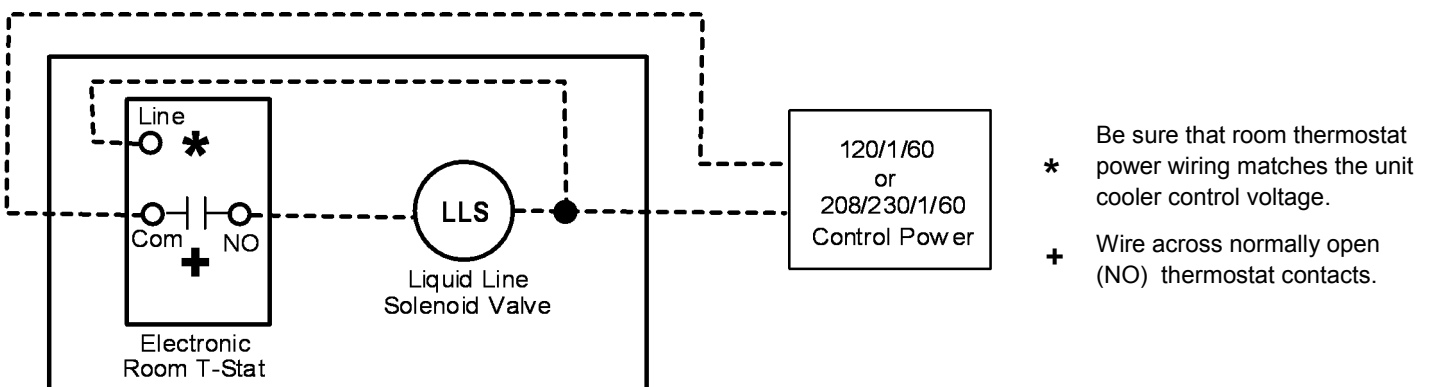 Line
*
Com
NO
+
Electronic
Room T-Stat
LLS
Liquid Line
Solenoid Valve
120/1/60
or
208/230/1/60
Control Power
* Be sure that room thermostat
power wiring matches the unit
cooler control voltage.
+ Wire across normally open
(NO) thermostat contacts.